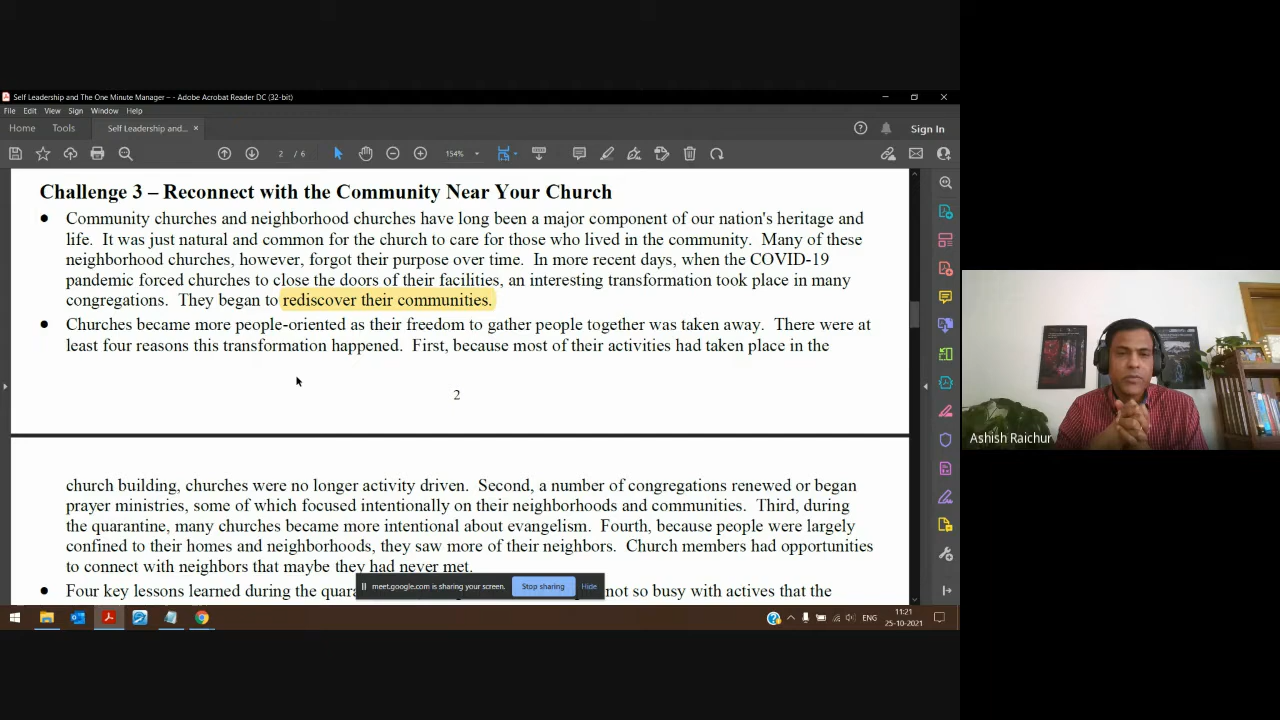 Self Leadership and The One Minute Manager – - Adobe Acrobat Reader DC (32-bit)
File Edit View Sign Window Help
Home Tools Self Leadership and... × Sign In
2 / 6 154%
Challenge 3 – Reconnect with the Community Near Your Church
● Community churches and neighborhood churches have long been a major component of our nation's heritage and
life. It was just natural and common for the church to care for those who lived in the community. Many of these
neighborhood churches, however, forgot their purpose over time. In more recent days, when the COVID-19
pandemic forced churches to close the doors of their facilities, an interesting transformation took place in many
congregations. They began to rediscover their communities.
● Churches became more people-oriented as their freedom to gather people together was taken away. There were at
least four reasons this transformation happened. First, because most of their activities had taken place in the
2
church building, churches were no longer activity driven. Second, a number of congregations renewed or began
prayer ministries, some of which focused intentionally on their neighborhoods and communities. Third, during
the quarantine, many churches became more intentional about evangelism. Fourth, because people were largely
confined to their homes and neighborhoods, they saw more of their neighbors. Church members had opportunities
to connect with neighbors that maybe they had never met.
● Four key lessons learned during the not so busy with actives that the
meet.google.com is sharing your screen. Stop sharing Hide
ENG
11:21
25-10-2021
Ashish Raichur